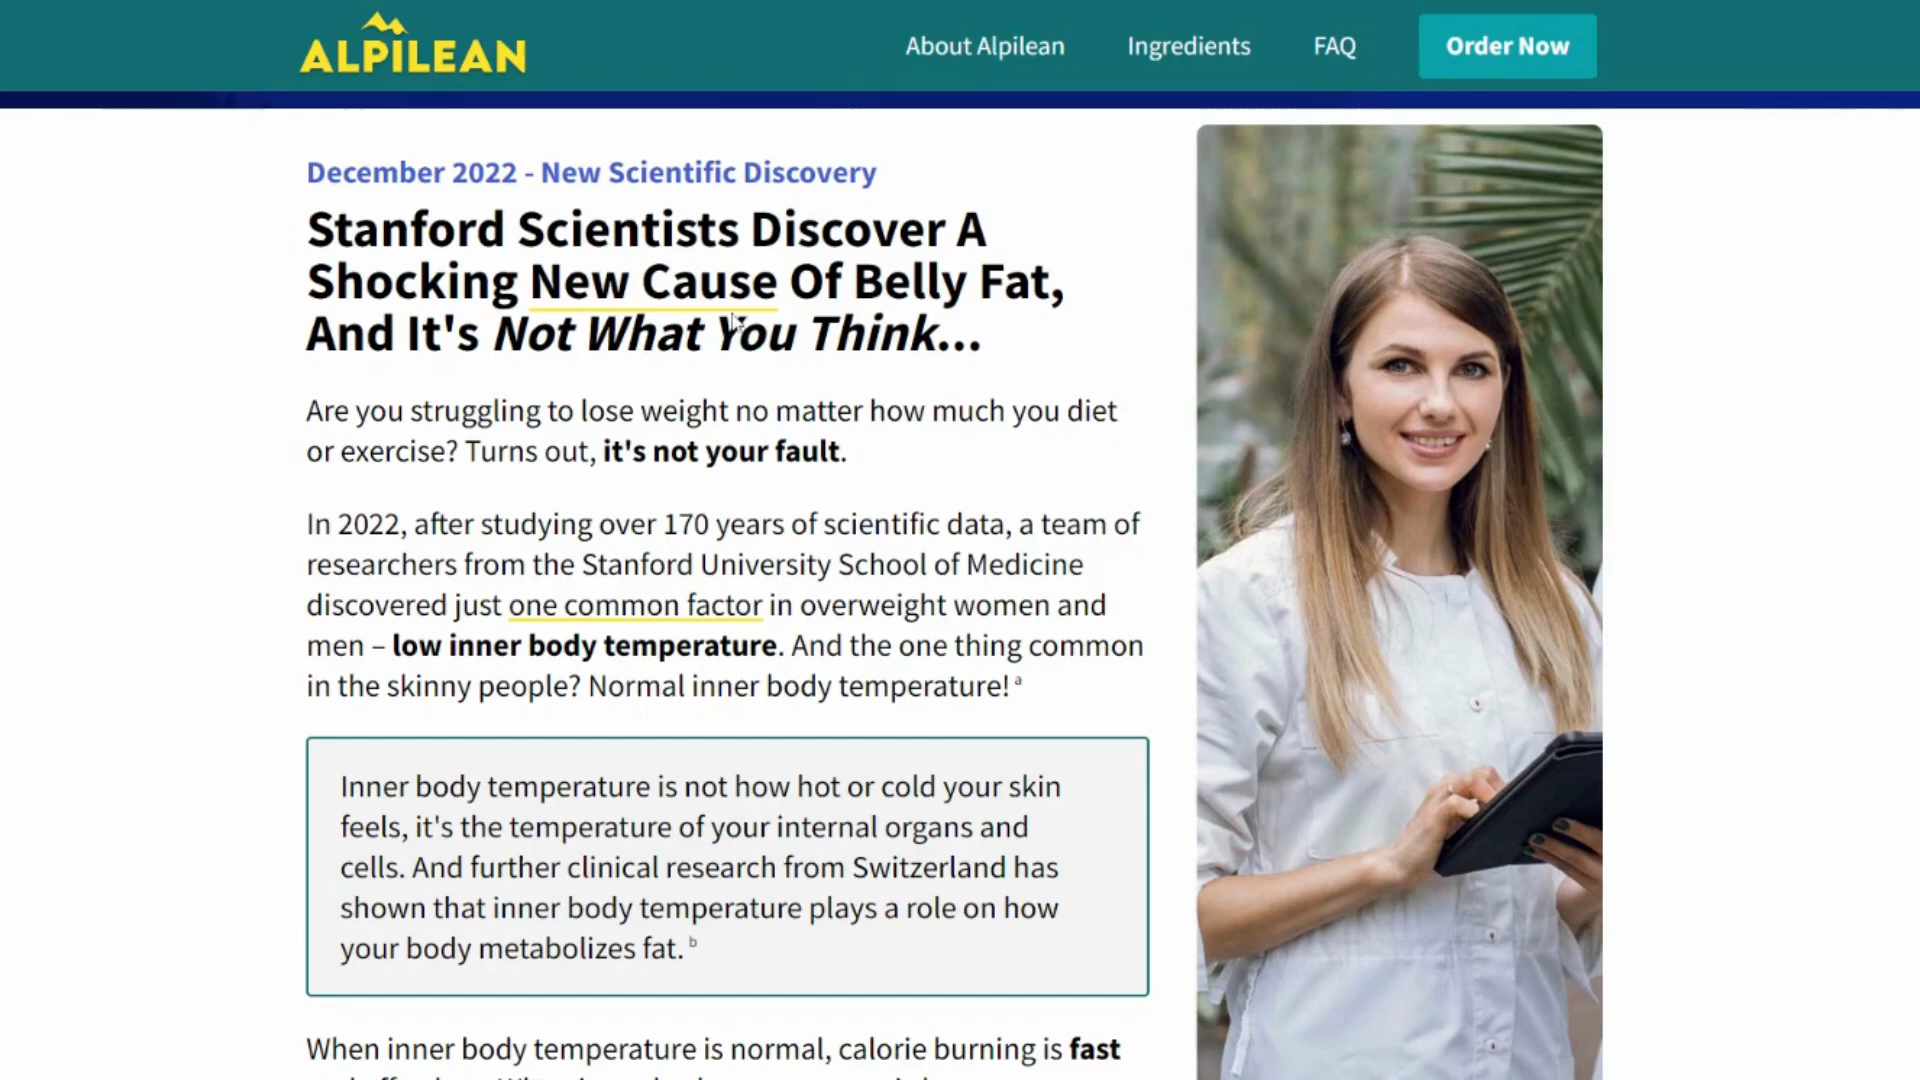 ALPILEAN
About Alpilean
Ingredients
FAQ
Order Now
December 2022 - New Scientific Discovery
Stanford Scientists Discover A
Shocking New Cause Of Belly Fat,
And It's Not What You Think...
Are you struggling to lose weight no matter how much you diet
or exercise? Turns out, it's not your fault.
In 2022, after studying over 170 years of scientific data, a team of
researchers from the Stanford University School of Medicine
discovered just one common factor in overweight women and
men – low inner body temperature. And the one thing common
in the skinny people? Normal inner body temperature! a
Inner body temperature is not how hot or cold your skin
feels, it's the temperature of your internal organs and
cells. And further clinical research from Switzerland has
shown that inner body temperature plays a role on how
your body metabolizes fat. b
When inner body temperature is normal, calorie burning is fast